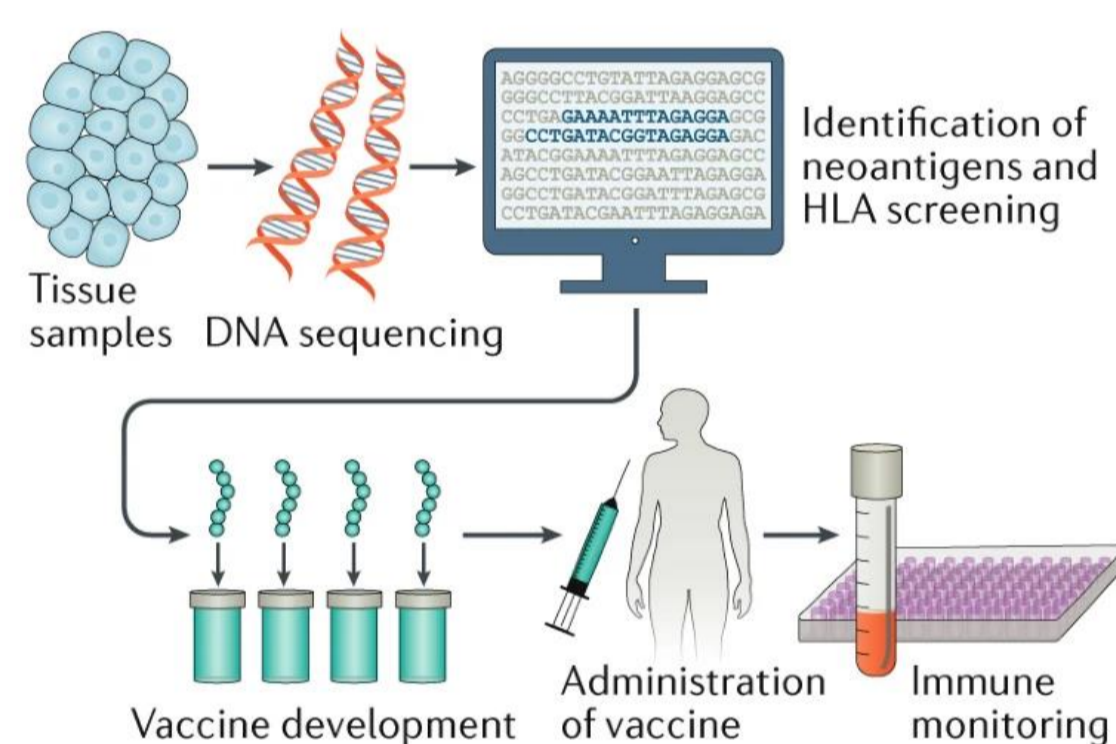 AGGGGCCTGTATTAGAGGAGCG
GGGCCTTACGGATTAAGGAGCC
CCTGAGAAAATTTAGAGGAGCG
GGCCTGATACGGTAGAGGAGAC
ATACGGAAAATTTAGAGGAGCC
AGCCTGATACGGAATTAGAGGA
GGCCTGATACGGATTTAGAGCG
CCTGATACGAATTTAGAGGAGA
Identification of
neoantigens and
HLA screening
Tissue
samples
DNA sequencing
Vaccine development
Administration
of vaccine
Immune
monitoring